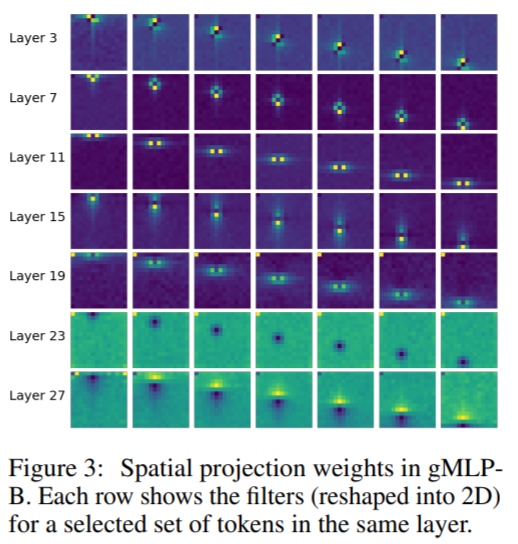 Layer 3
Layer 7
Layer 11
Layer 15
Layer 19
Layer 23
Layer 27
Figure 3: Spatial projection weights in gMLP-
B. Each row shows the filters (reshaped into 2D)
for a selected set of tokens in the same layer.